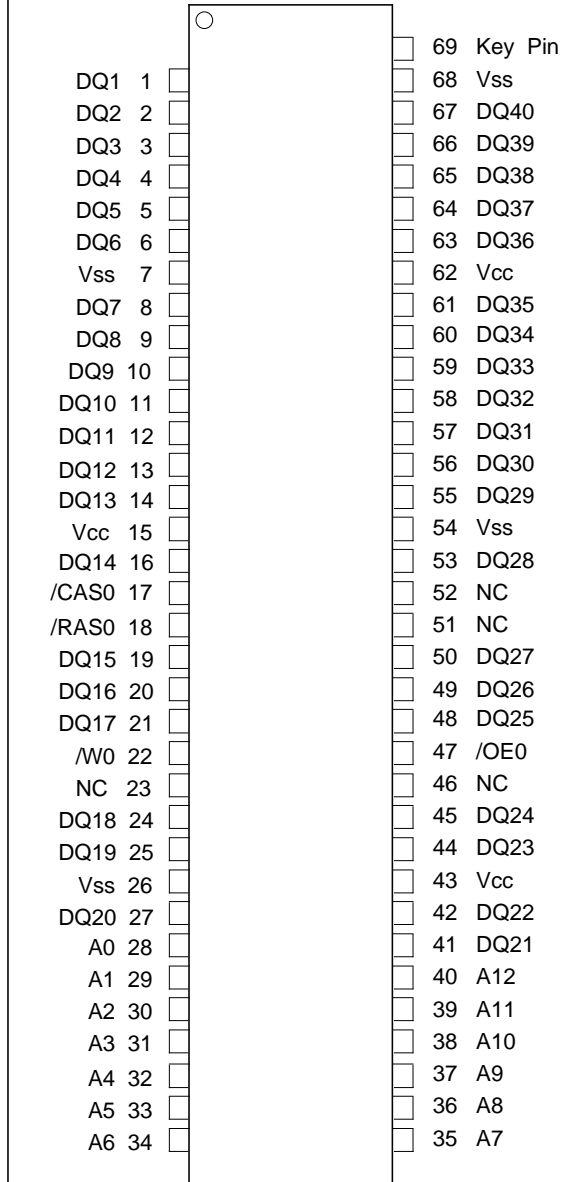 69 Key Pin
DQ1 1 68 Vss
DQ2 2 67 DQ40
DQ3 3 66 DQ39
DQ4 4 65 DQ38
DQ5 5 64 DQ37
DQ6 6 63 DQ36
Vss 7 62 Vcc
DQ7 8 61 DQ35
DQ8 9 60 DQ34
DQ9 10 59 DQ33
DQ10 11 58 DQ32
DQ11 12 57 DQ31
DQ12 13 56 DQ30
DQ13 14 55 DQ29
Vcc 15 54 Vss
DQ14 16 53 DQ28
/CAS0 17 52 NC
/RAS0 18 51 NC
DQ15 19 50 DQ27
DQ16 20 49 DQ26
DQ17 21 48 DQ25
/W0 22 47 /OE0
NC 23 46 NC
DQ18 24 45 DQ24
DQ19 25 44 DQ23
Vss 26 43 Vcc
DQ20 27 42 DQ22
A0 28 41 DQ21
A1 29 40 A12
A2 30 39 A11
A3 31 38 A10
A4 32 37 A9
A5 33 36 A8
A6 34 35 A7